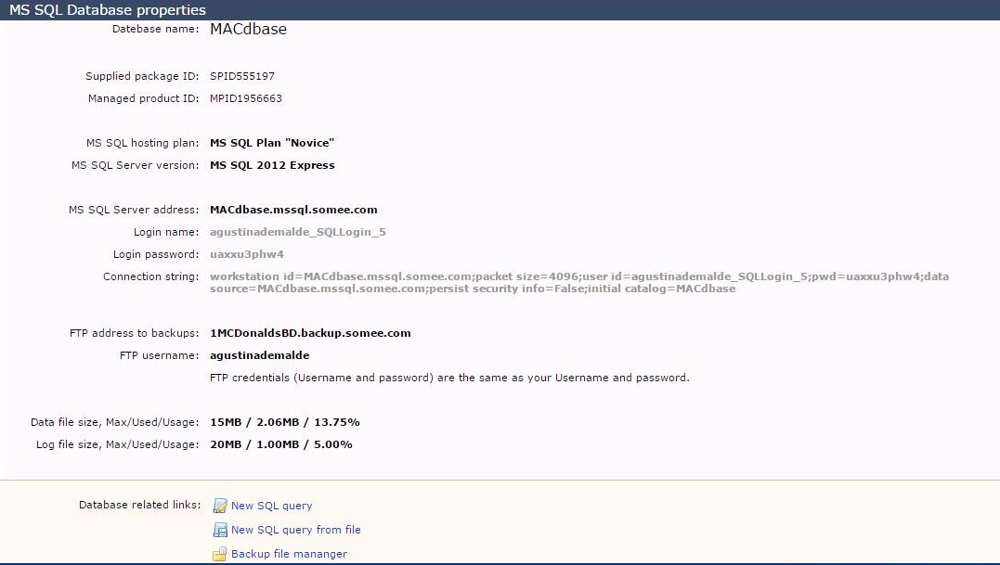 MS SQL Database properties
Datebase name: MACdbase
Supplied package ID: SPID555197
Managed product ID: MPID1956663
MS SQL hosting plan: MS SQL Plan "Novice"
MS SQL Server version: MS SQL 2012 Express
MS SQL Server address: MACdbase.mssql.somee.com
Login name: agustinademalde_SQLLogin_5
Login password: uaxxu3phw4
Connection string: workstation id=MACdbase.mssql.somee.com;packet size=4096;user id=agustinademalde_SQLLogin_5;pwd=uaxxu3phw4;data
source=MACdbase.mssql.somee.com;persist security info=False;initial catalog=MACdbase
FTP address to backups: 1MCDonaldsBD.backup.somee.com
FTP username: agustinademalde
FTP credentials (Username and password) are the same as your Username and password.
Data file size, Max/Used/Usage: 15MB / 2.06MB / 13.75%
Log file size, Max/Used/Usage: 20MB / 1.00MB / 5.00%
Database related links: New SQL query
New SQL query from file
Backup file mananger